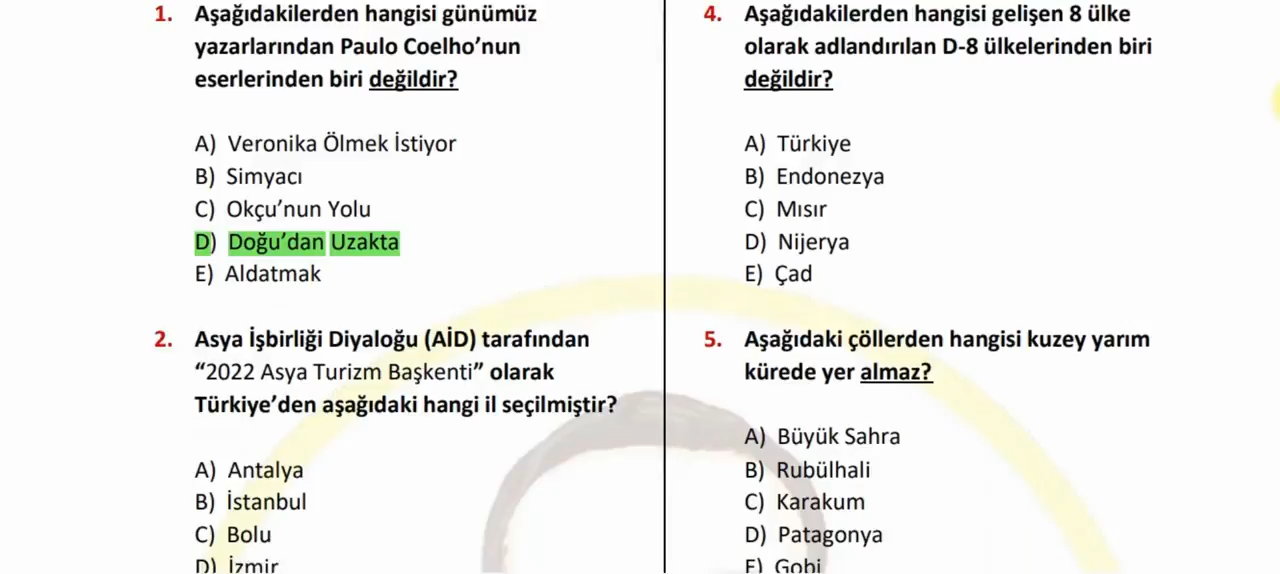 1. Aşağıdakilerden hangisi günümüz
yazarlarından Paulo Coelho’nun
eserlerinden biri değildir?
A) Veronika Ölmek İstiyor
B) Simyacı
C) Okçu’nun Yolu
D) Doğu’dan Uzakta
E) Aldatmak
2. Asya İşbirliği Diyaloğu (AİD) tarafından
“2022 Asya Turizm Başkenti” olarak
Türkiye’den aşağıdaki hangi il seçilmiştir?
A) Antalya
B) İstanbul
C) Bolu
D) İzmir
4. Aşağıdakilerden hangisi gelişen 8 ülke
olarak adlandırılan D-8 ülkelerinden biri
değildir?
A) Türkiye
B) Endonezya
C) Mısır
D) Nijerya
E) Çad
5. Aşağıdaki çöllerden hangisi kuzey yarım
kürede yer almaz?
A) Büyük Sahra
B) Rubülhali
C) Karakum
D) Patagonya
E) Gobi